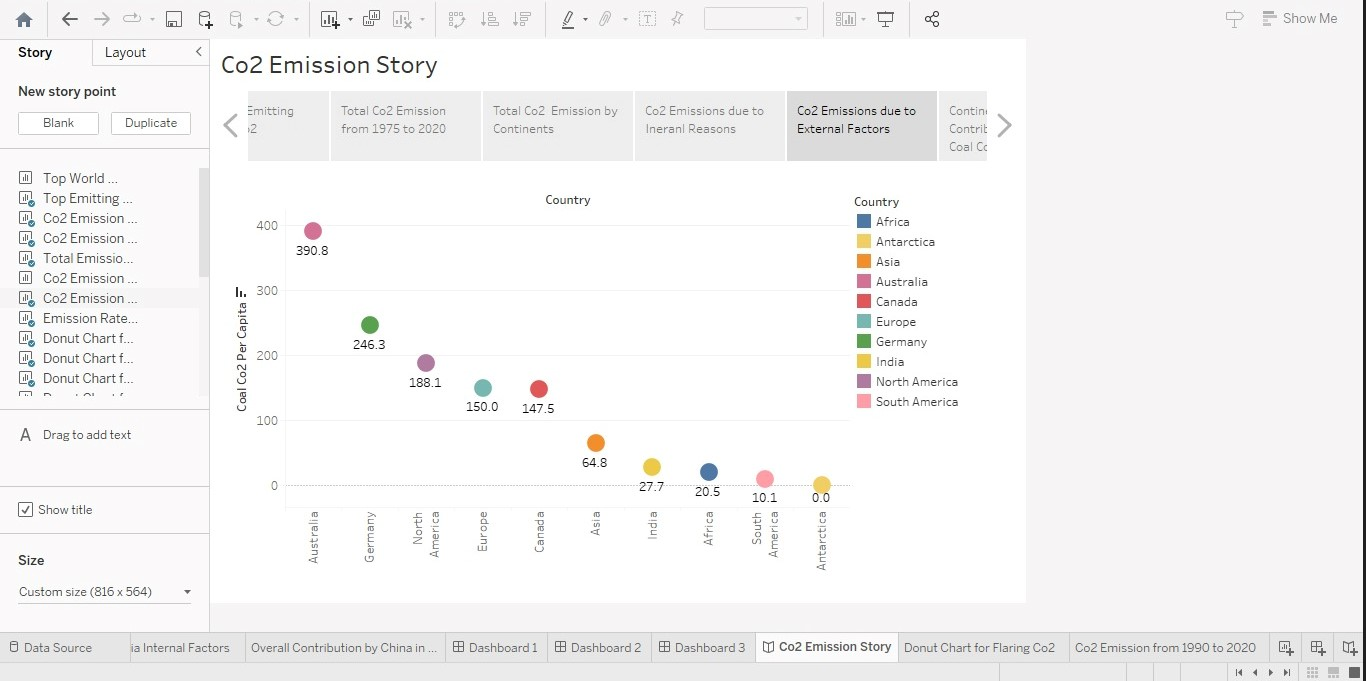 Show Me
Story
Layout
New story point
Blank
Duplicate
Top World ...
Top Emitting ...
Co2 Emission ...
Co2 Emission ...
Total Emissio...
Co2 Emission ...
Co2 Emission ...
Emission Rate...
Donut Chart f...
Donut Chart f...
Donut Chart f...
A Drag to add text
Show title
Size
Custom size (816 x 564)
Co2 Emission Story
Emitting
Total Co2 Emission
from 1975 to 2020
Total Co2 Emission by
Continents
Co2 Emissions due to
Ineranl Reasons
Co2 Emissions due to
External Factors
Contine
Contrib
Coal Co
Country
Coal Co2 Per Capita
400
300
200
100
0
390.8
246.3
188.1
150.0
147.5
64.8
27.7
20.5
10.1
0.0
Australia
Germany
North
America
Europe
Canada
Asia
India
Africa
South
America
Antarctica
Country
Africa
Antarctica
Asia
Australia
Canada
Europe
Germany
India
North America
South America
Data Source
ia Internal Factors
Overall Contribution by China in ...
Dashboard 1
Dashboard 2
Dashboard 3
Co2 Emission Story
Donut Chart for Flaring Co2
Co2 Emission from 1990 to 2020